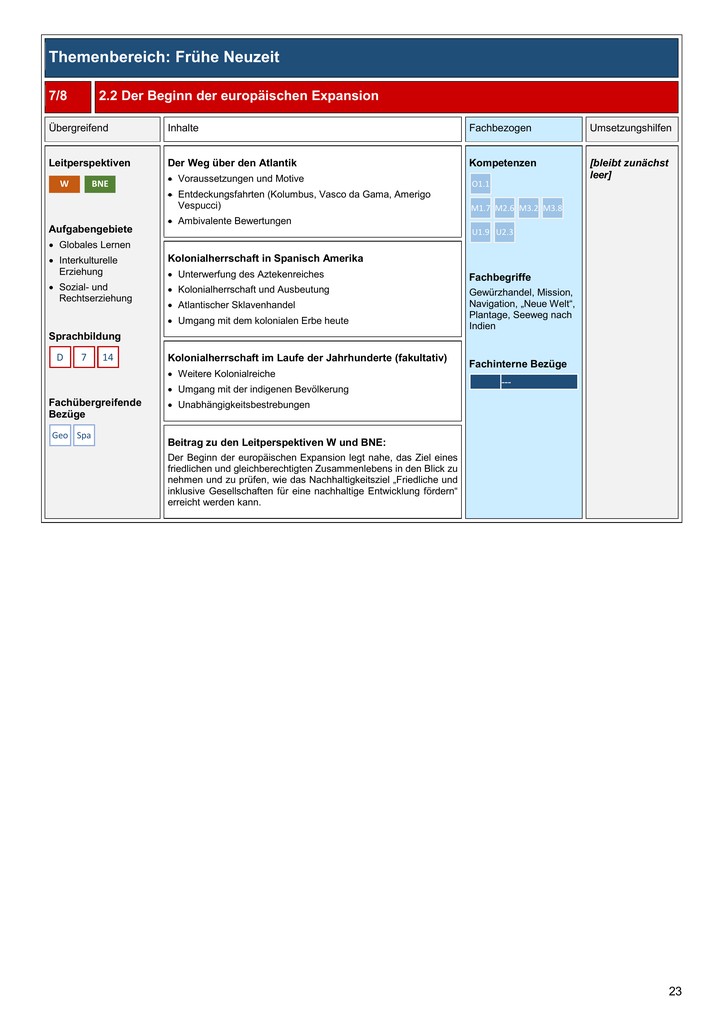 Themenbereich: Frühe Neuzeit
7/8
2.2 Der Beginn der europäischen Expansion
Übergreifend
Inhalte
Fachbezogen
Umsetzungshilfen
Leitperspektiven
W
BNE
Aufgabengebiete
• Globales Lernen
• Interkulturelle
Erziehung
• Sozial- und
Rechtserziehung
Sprachbildung
D
7
14
Fachübergreifende
Bezüge
Geo
Spa
Der Weg über den Atlantik
• Voraussetzungen und Motive
• Entdeckungsfahrten (Kolumbus, Vasco da Gama, Amerigo
Vespucci)
• Ambivalente Bewertungen
Kolonialherrschaft in Spanisch Amerika
• Unterwerfung des Aztekenreiches
• Kolonialherrschaft und Ausbeutung
• Atlantischer Sklavenhandel
• Umgang mit dem kolonialen Erbe heute
Kolonialherrschaft im Laufe der Jahrhunderte (fakultativ)
• Weitere Kolonialreiche
• Umgang mit der indigenen Bevölkerung
• Unabhängigkeitsbestrebungen
Beitrag zu den Leitperspektiven W und BNE:
Der Beginn der europäischen Expansion legt nahe, das Ziel eines
friedlichen und gleichberechtigten Zusammenlebens in den Blick zu
nehmen und zu prüfen, wie das Nachhaltigkeitsziel „Friedliche und
inklusive Gesellschaften für eine nachhaltige Entwicklung fördern“
erreicht werden kann.
Kompetenzen
O1.1
M1.7 M2.6 M3.2 M3.8
U1.9 U2.3
Fachbegriffe
Gewürzhandel, Mission,
Navigation, „Neue Welt“,
Plantage, Seeweg nach
Indien
Fachinterne Bezüge
---
[bleibt zunächst
leer]
23